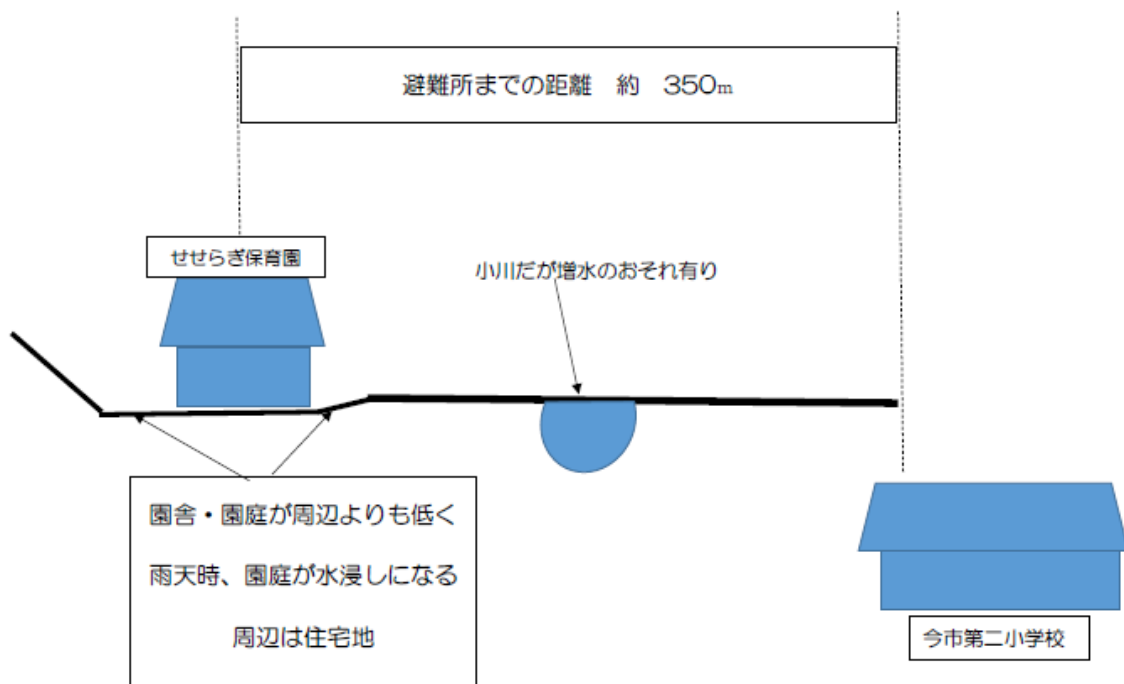 避難所までの距離　約　350m
せせらぎ保育園
小川だが増水のおそれ有り
園舎・園庭が周辺よりも低く
雨天時、園庭が水浸しになる
周辺は住宅地
今市第二小学校